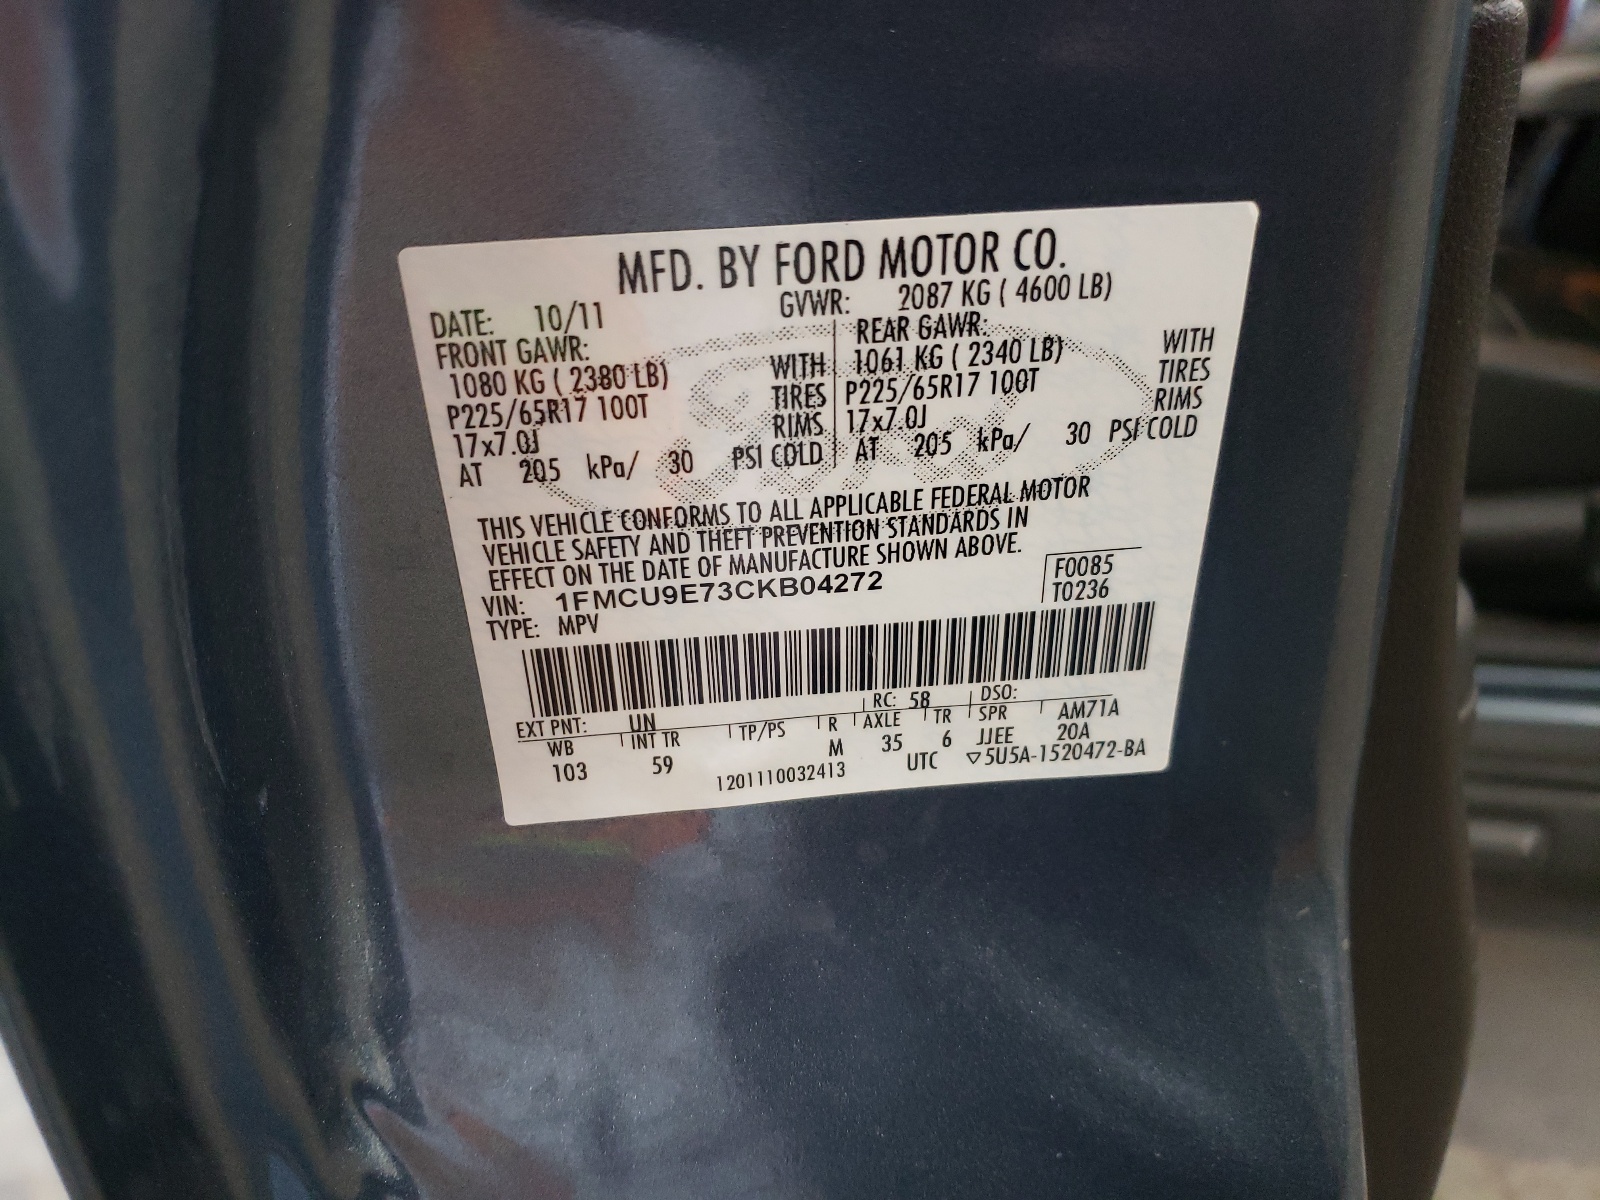 MFD. BY FORD MOTOR CO.
DATE: 10/11 GVWR: 2087 KG ( 4600 LB)
FRONT GAWR: REAR GAWR:
1080 KG ( 2380 LB) WITH 1061 KG ( 2340 LB) WITH
P225/65R17 100T TIRES P225/65R17 100T TIRES
17x7.0J RIMS 17x7.0J RIMS
AT 205 kPa/ 30 PSI COLD AT 205 kPa/ 30 PSI COLD
THIS VEHICLE CONFORMS TO ALL APPLICABLE FEDERAL MOTOR
VEHICLE SAFETY AND THEFT PREVENTION STANDARDS IN
EFFECT ON THE DATE OF MANUFACTURE SHOWN ABOVE.
VIN: 1FMCU9E73CKB04272 F0085
TYPE: MPV T0236
EXT PNT: UN RC: 58 DSO:
WB INT TR TP/PS R AXLE TR SPR AM71A
103 59 M 35 6 JJEE 20A
1201110032413 UTC ▽5U5A-1520472-BA